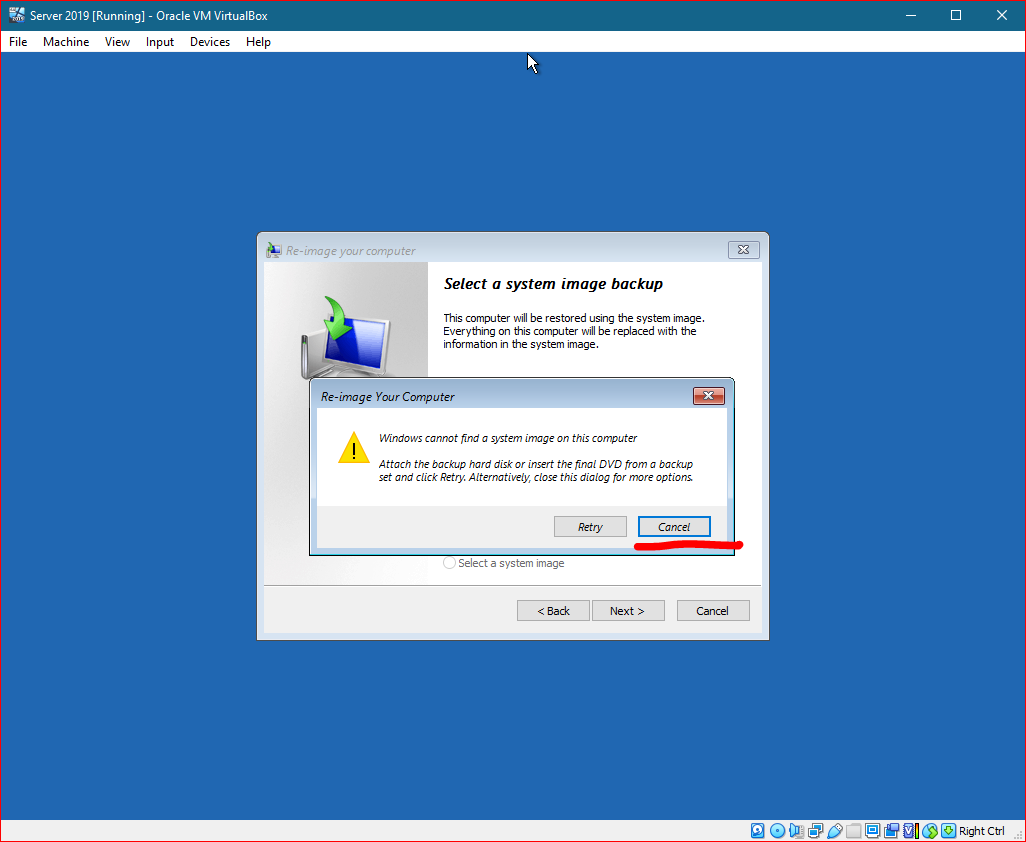 Server 2019 [Running] - Oracle VM VirtualBox
File Machine View Input Devices Help
Re-image your computer
Select a system image backup
This computer will be restored using the system image.
Everything on this computer will be replaced with the
information in the system image.
Re-image Your Computer
Windows cannot find a system image on this computer
Attach the backup hard disk or insert the final DVD from a backup
set and click Retry. Alternatively, close this dialog for more options.
Retry Cancel
Select a system image
< Back Next > Cancel
Right Ctrl